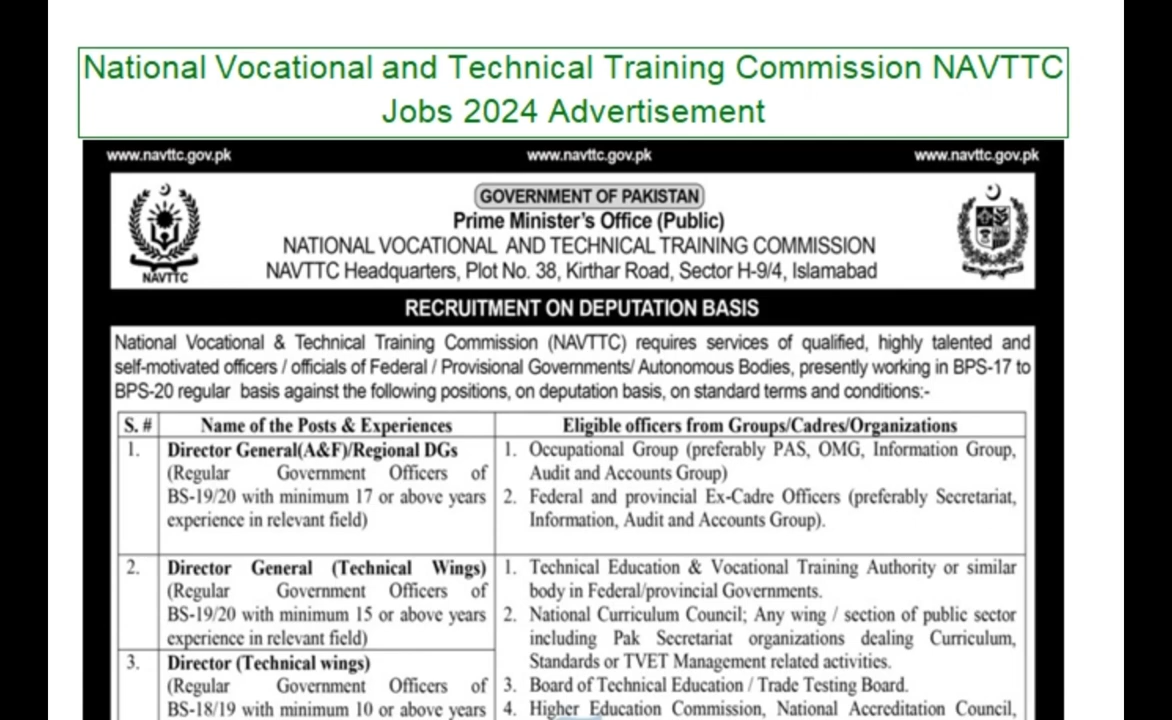 National Vocational and Technical Training Commission NAVTTC
Jobs 2024 Advertisement
www.navttc.gov.pk www.navttc.gov.pk www.navttc.gov.pk
GOVERNMENT OF PAKISTAN
Prime Minister's Office (Public)
NATIONAL VOCATIONAL AND TECHNICAL TRAINING COMMISSION
NAVTTC Headquarters, Plot No. 38, Kirthar Road, Sector H-9/4, Islamabad
NAVTTC
RECRUITMENT ON DEPUTATION BASIS
National Vocational & Technical Training Commission (NAVTTC) requires services of qualified, highly talented and
self-motivated officers / officials of Federal / Provisional Governments/ Autonomous Bodies, presently working in BPS-17 to
BPS-20 regular basis against the following positions, on deputation basis, on standard terms and conditions:-
S. # Name of the Posts & Experiences Eligible officers from Groups/Cadres/Organizations
1. Director General(A&F)/Regional DGs
(Regular Government Officers of
BS-19/20 with minimum 17 or above years
experience in relevant field)
1. Occupational Group (preferably PAS, OMG, Information Group,
Audit and Accounts Group)
2. Federal and provincial Ex-Cadre Officers (preferably Secretariat,
Information, Audit and Accounts Group).
2. Director General (Technical Wings)
(Regular Government Officers of
BS-19/20 with minimum 15 or above years
experience in relevant field)
3. Director (Technical wings)
(Regular Government Officers of
BS-18/19 with minimum 10 or above years
1. Technical Education & Vocational Training Authority or similar
body in Federal/provincial Governments.
2. National Curriculum Council; Any wing / section of public sector
including Pak Secretariat organizations dealing Curriculum,
Standards or TVET Management related activities.
3. Board of Technical Education / Trade Testing Board.
4. Higher Education Commission, National Accreditation Council,